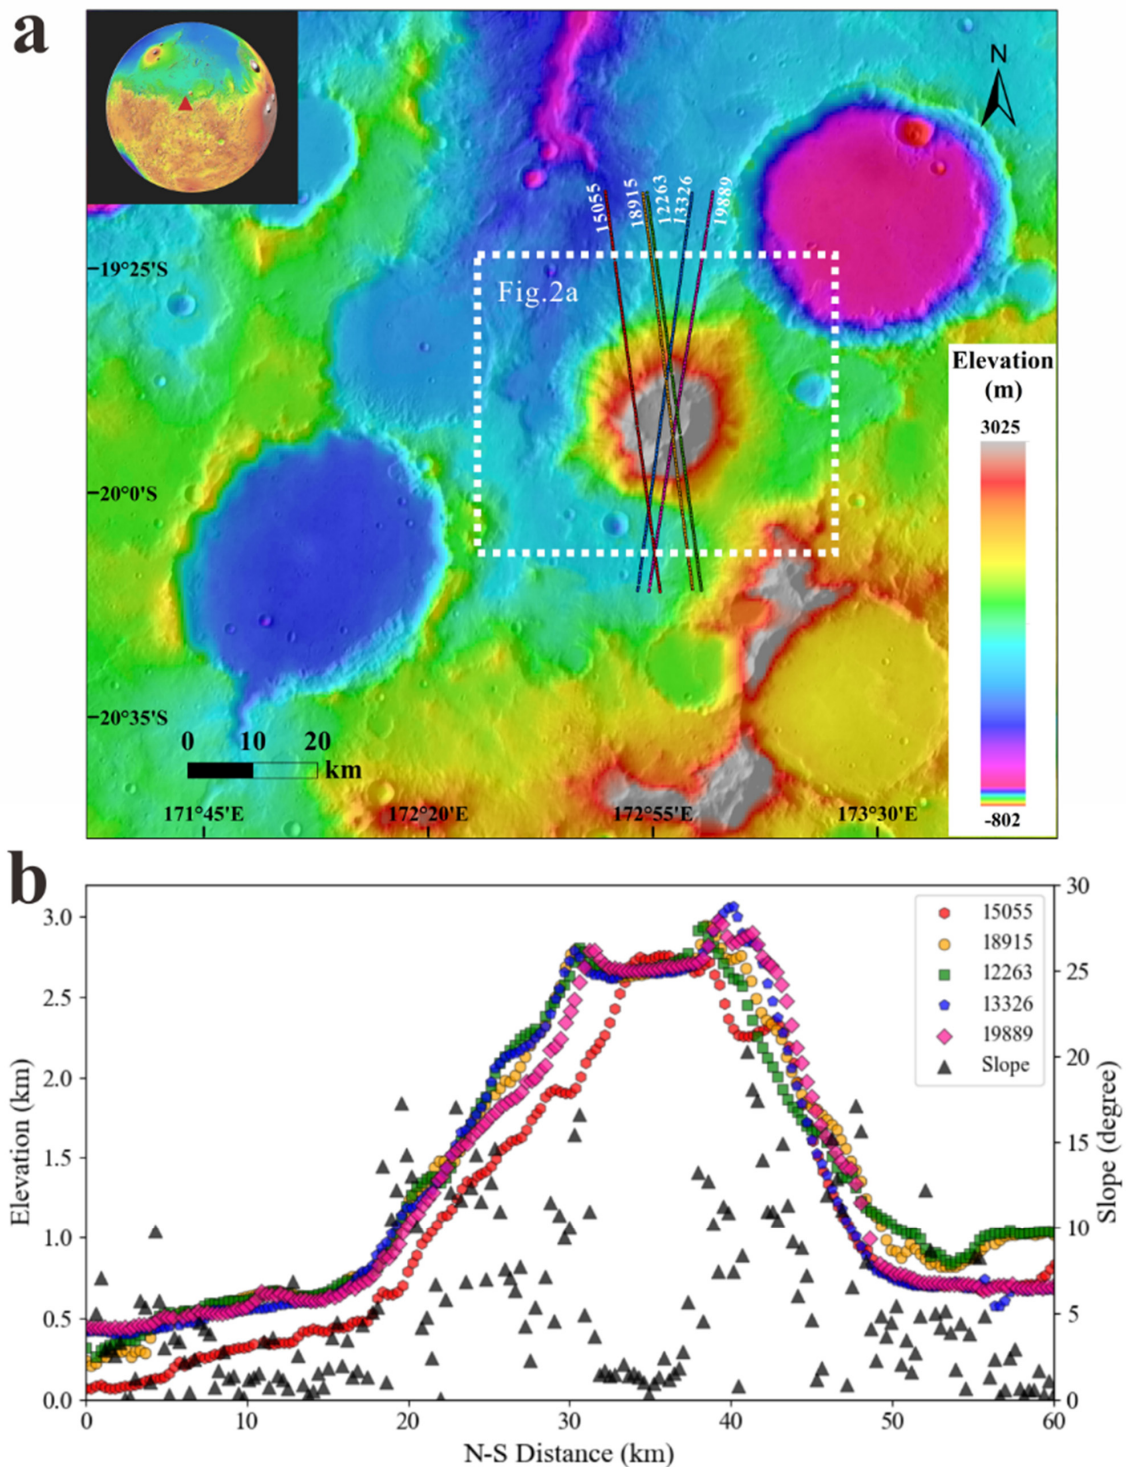 a
N
15055
18915
12263
13326
19889
19°25'S
Fig.2a
Elevation
(m)
3025
20°0'S
20°35'S
0 10 20
km
171°45'E 172°20'E 172°55'E 173°30'E
-802
b
3.0
2.5
2.0
1.5
1.0
0.5
0.0
Elevation (km)
15055
18915
12263
13326
19889
Slope
30
25
20
15
10
5
0
Slope (degree)
0 10 20 30 40 50 60
N-S Distance (km)